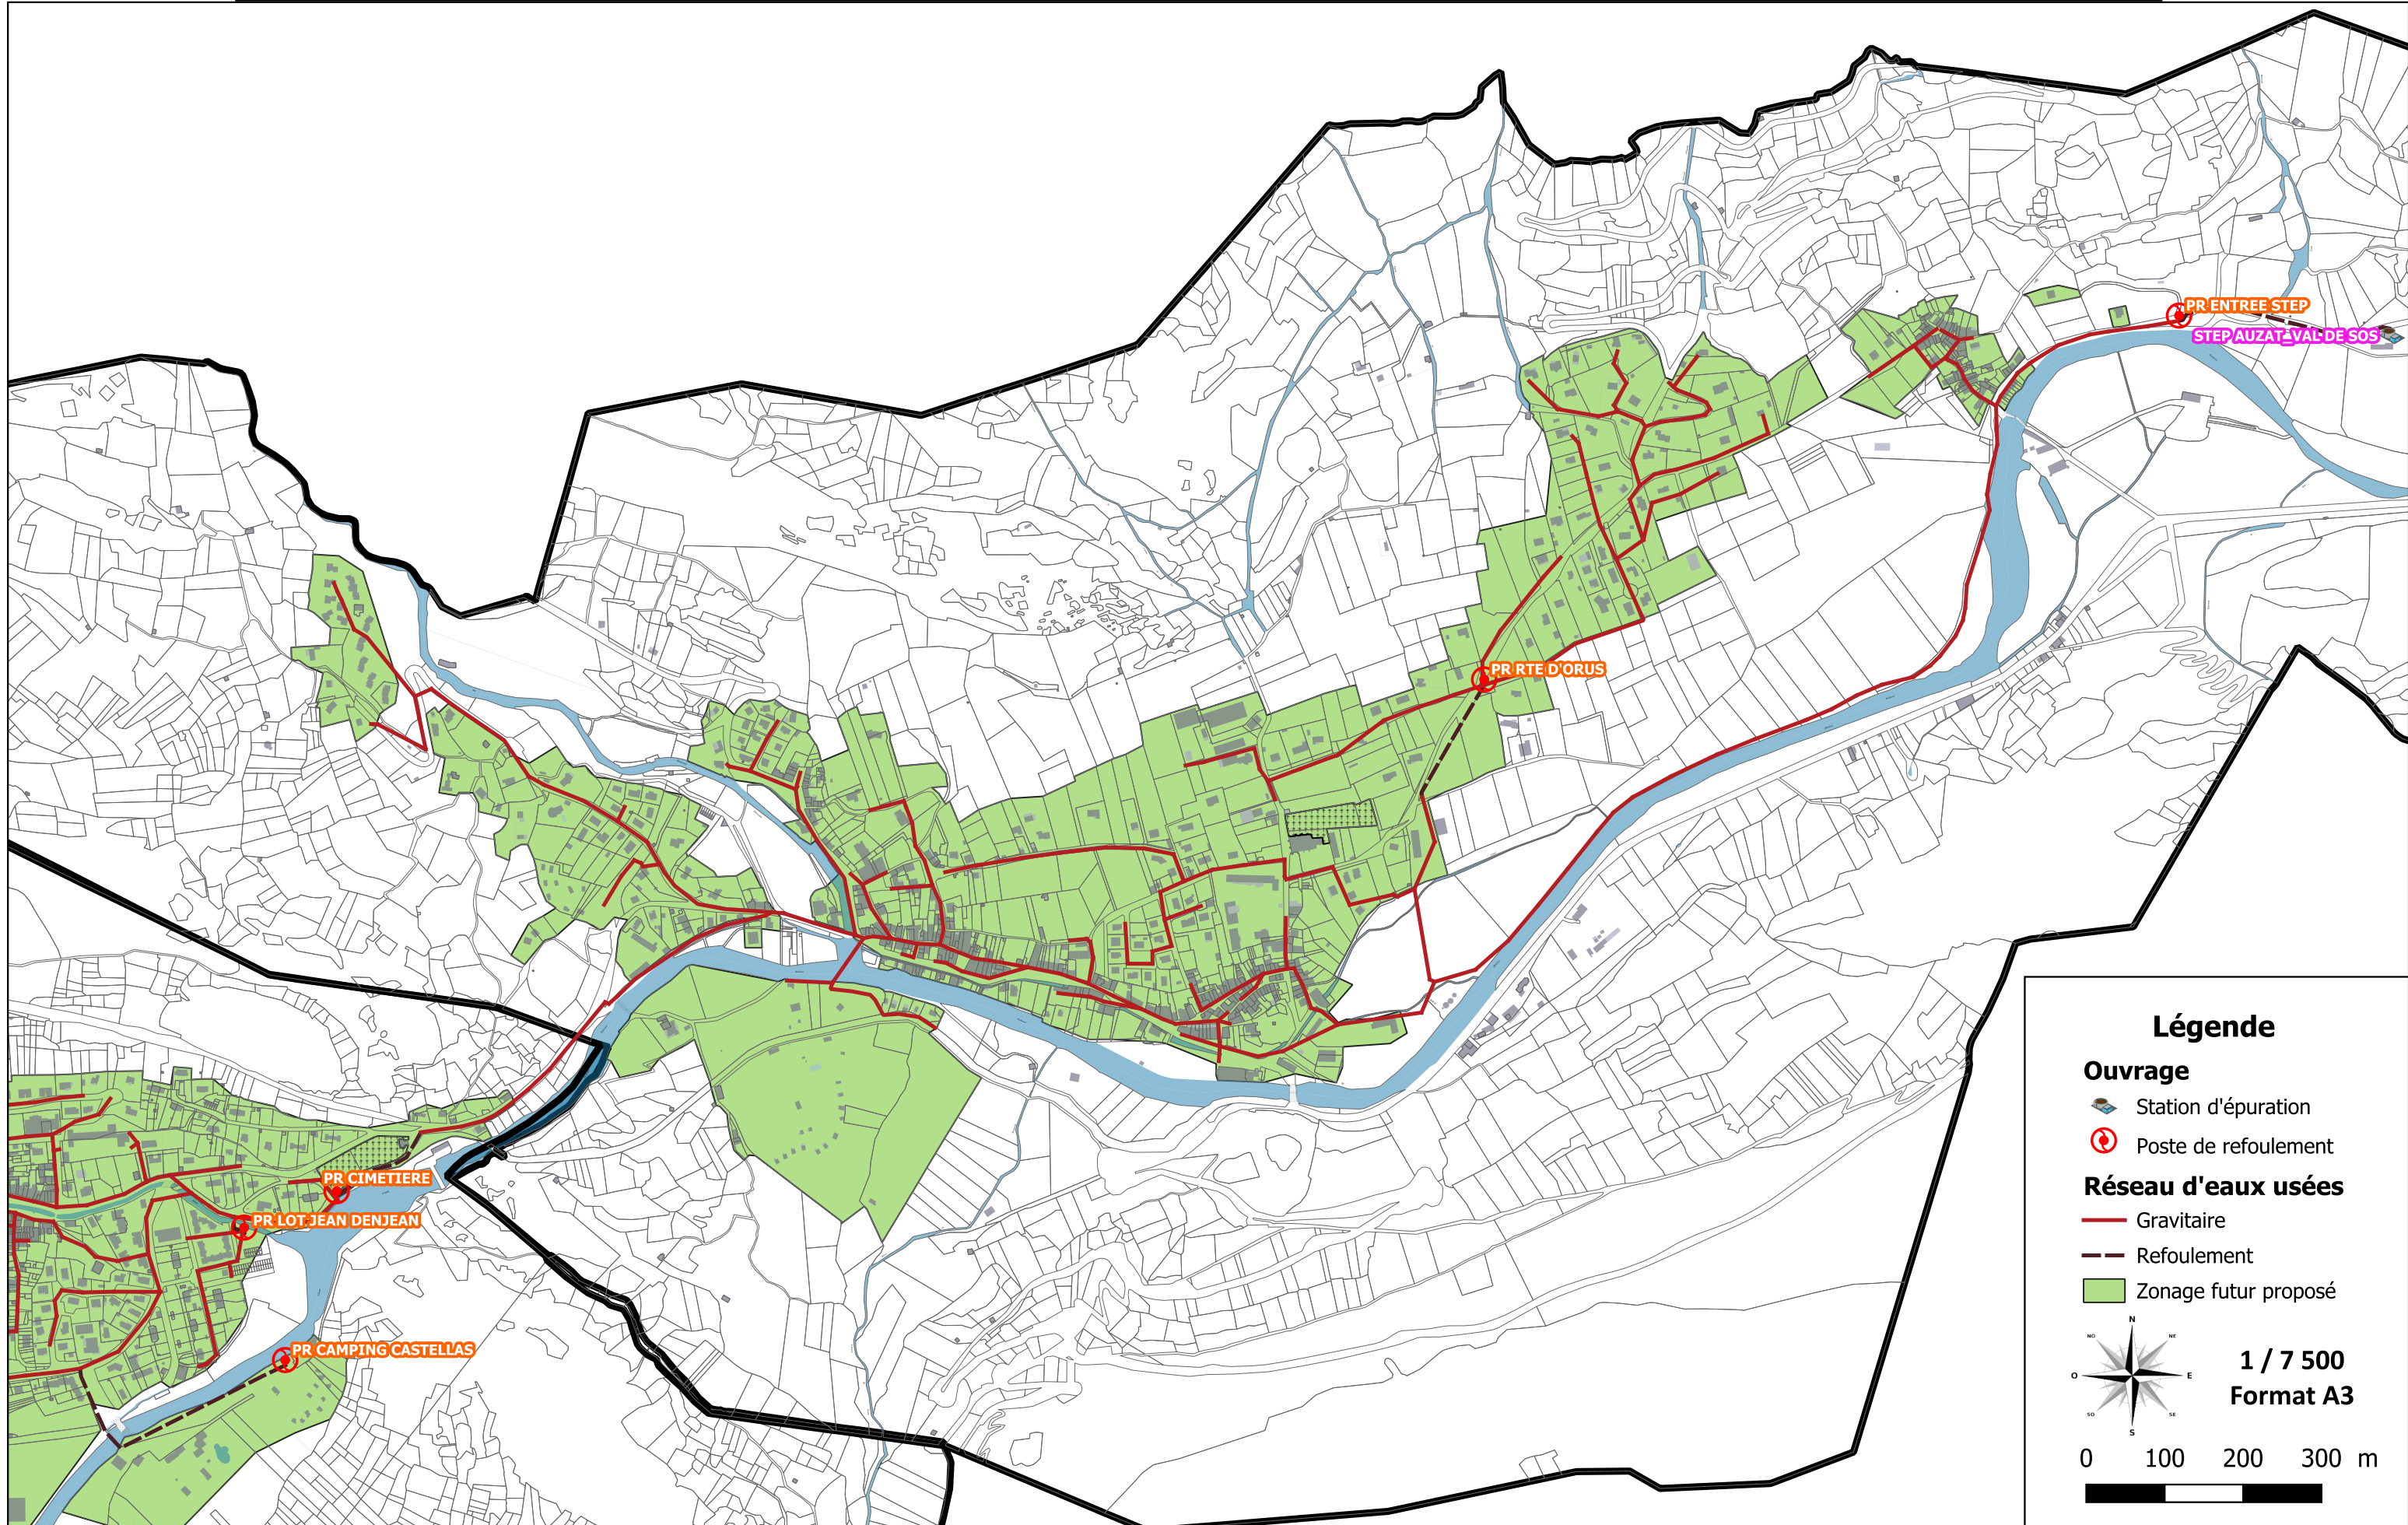 PR ENTREE STEP
STEP AUZAT_VAL DE SOS
PR RTE D'ORUS
PR CIMETIERE
PR LOT JEAN DENJEAN
PR CAMPING CASTELLAS
Légende
Ouvrage
Station d'épuration
Poste de refoulement
Réseau d'eaux usées
Gravitaire
Refoulement
Zonage futur proposé
N
NO
NE
O
E
SO
SE
S
1 / 7 500
Format A3
0 100 200 300 m